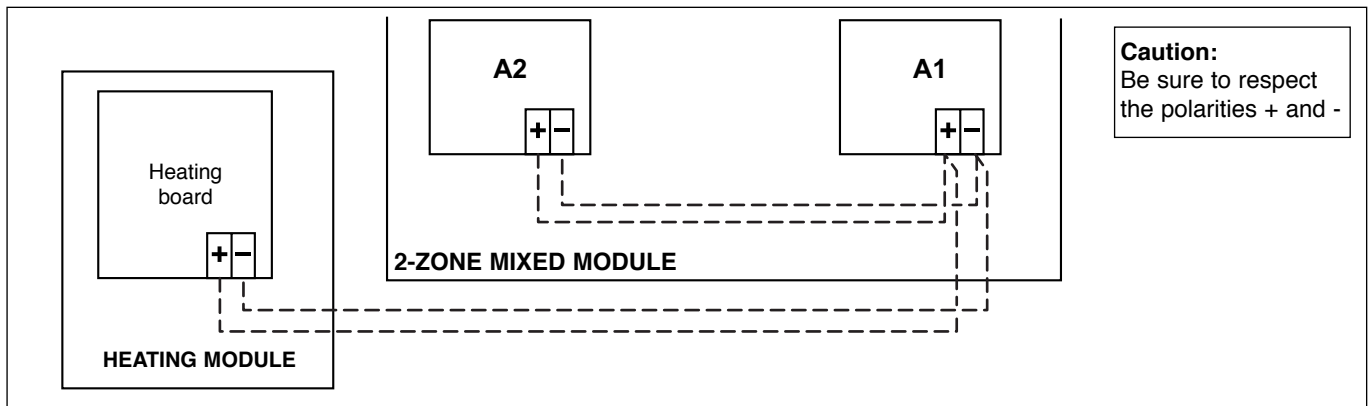 A2
A1
Caution:
Be sure to respect
the polarities + and -
+ −
+ −
Heating
board
+ −
2-ZONE MIXED MODULE
HEATING MODULE